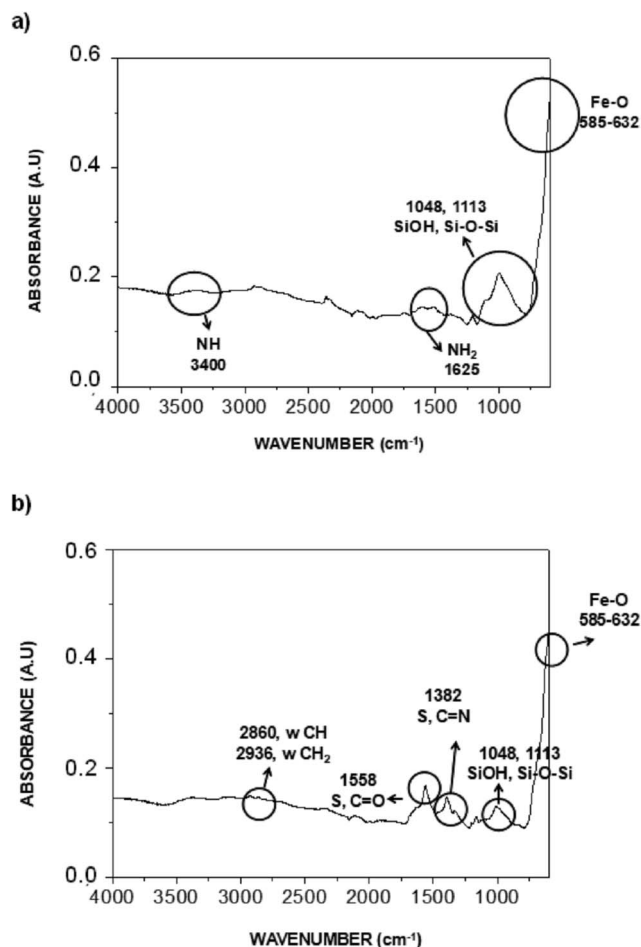 a)
0.6
0.4
0.2
0.0
ABSORBANCE (A.U)
Fe-O
585-632
1048, 1113
SiOH, Si-O-Si
NH
3400
NH₂
1625
4000 3500 3000 2500 2000 1500 1000
WAVENUMBER (cm⁻¹)
b)
0.6
0.4
0.2
0.0
ABSORBANCE (A.U)
Fe-O
585-632
1382
S, C=N
2860, w CH
2936, w CH₂
1558
S, C=O
1048, 1113
SiOH, Si-O-Si
4000 3500 3000 2500 2000 1500 1000
WAVENUMBER (cm⁻¹)